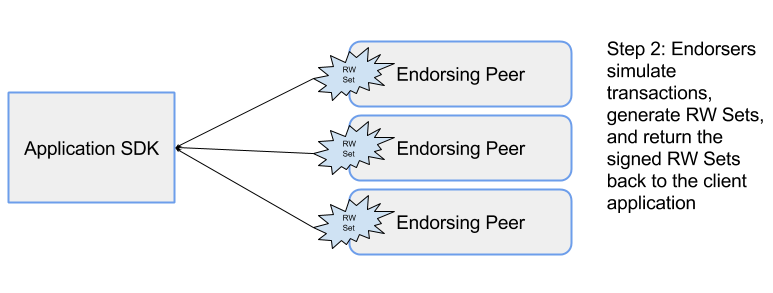 Application SDK
RW
Set
Endorsing Peer
RW
Set
Endorsing Peer
RW
Set
Endorsing Peer
Step 2: Endorsers
simulate
transactions,
generate RW Sets,
and return the
signed RW Sets
back to the client
application